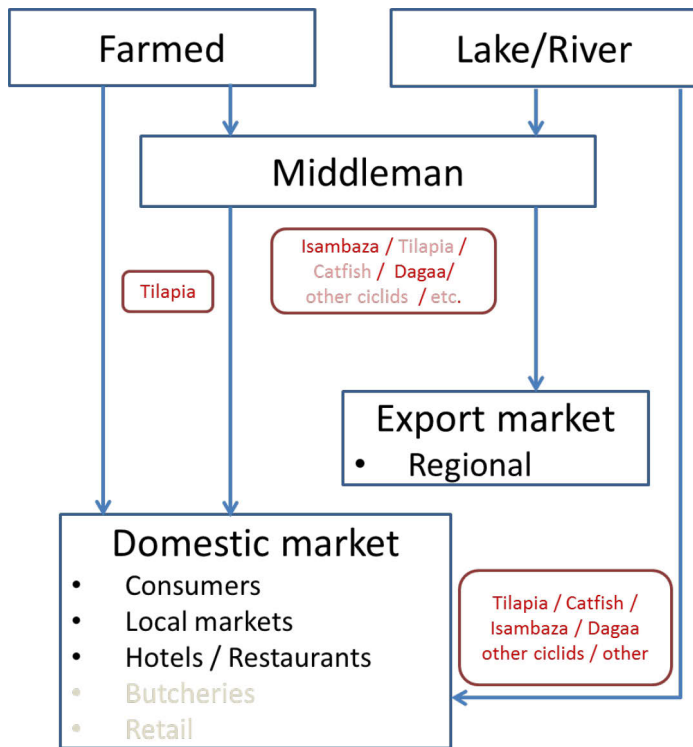 Farmed
Lake/River
Middleman
Isambaza / Tilapia /
Catfish / Dagaa/
other ciclids / etc.
Tilapia
Export market
• Regional
Domestic market
• Consumers
• Local markets
• Hotels / Restaurants
• Butcheries
• Retail
Tilapia / Catfish /
Isambaza / Dagaa
other ciclids / other